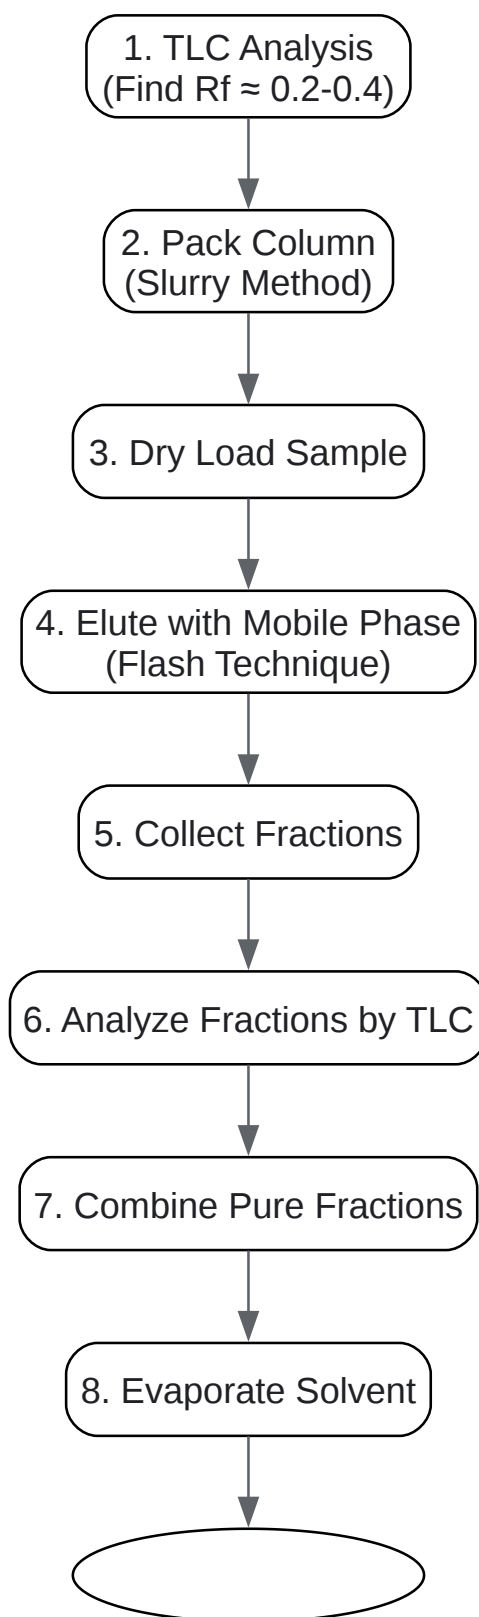 1. TLC Analysis
(Find Rf ≈ 0.2-0.4)
2. Pack Column
(Slurry Method)
3. Dry Load Sample
4. Elute with Mobile Phase
(Flash Technique)
5. Collect Fractions
6. Analyze Fractions by TLC
7. Combine Pure Fractions
8. Evaporate Solvent